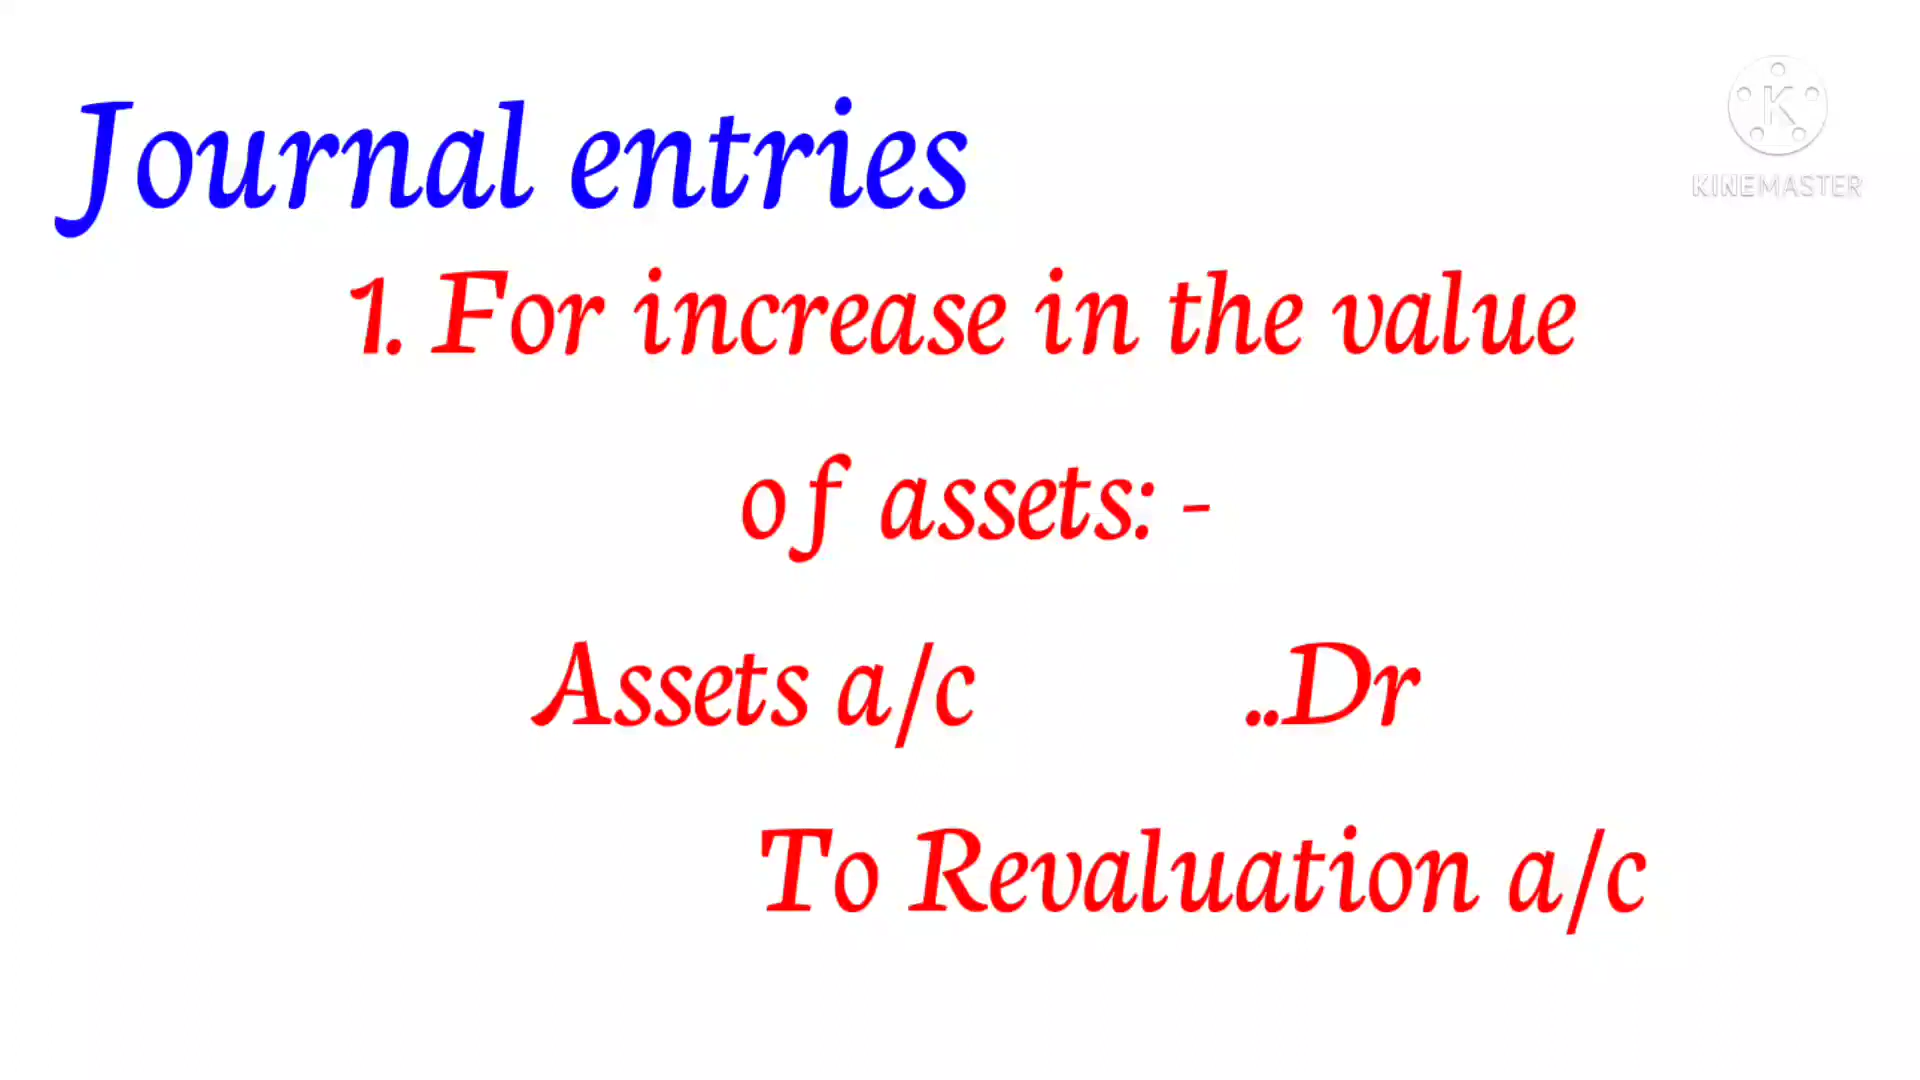 Journal entries
K
KINEMASTER
1. For increase in the value
of assets: -
Assets a/c ..Dr
To Revaluation a/c